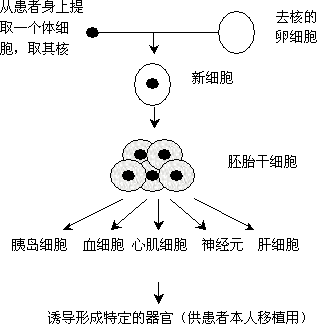 从患者身上提
取一个体细
胞，取其核
去核的
卵细胞
新细胞
胚胎干细胞
胰岛细胞 血细胞 心肌细胞 神经元 肝细胞
诱导形成特定的器官（供患者本人移植用）